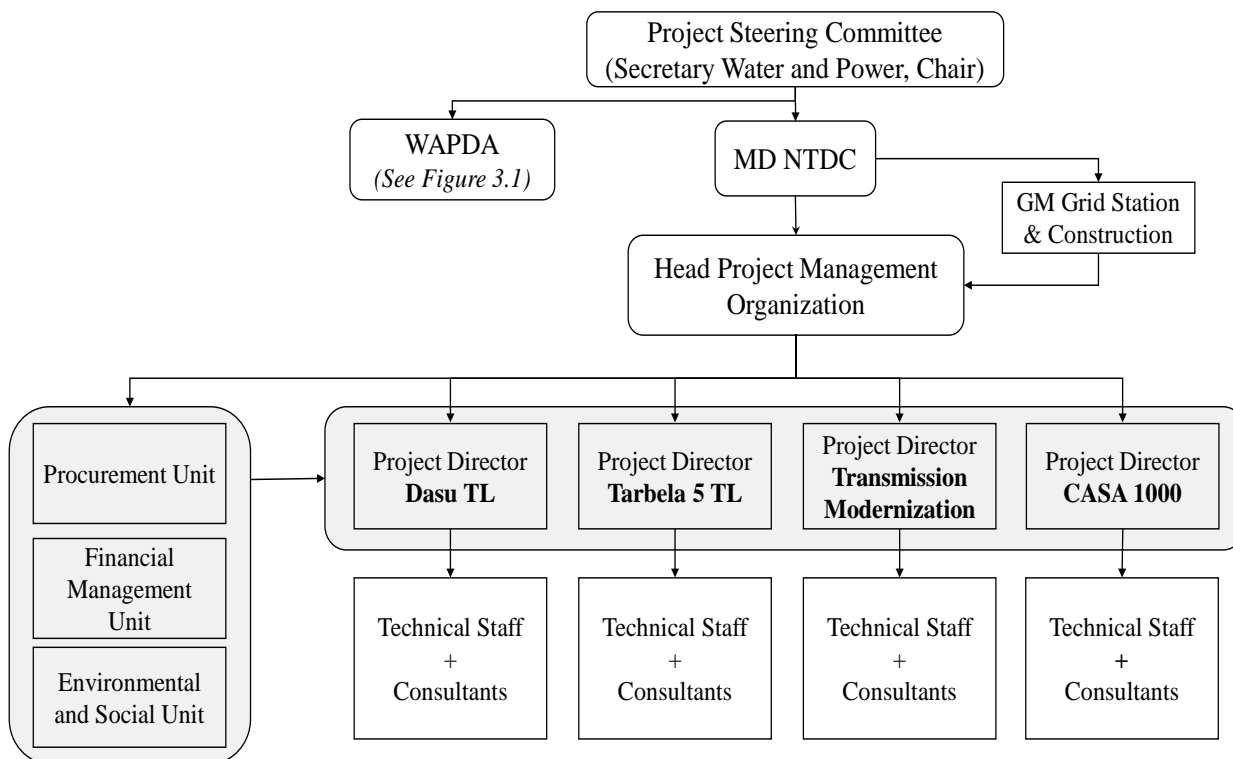 Project Steering Committee
(Secretary Water and Power, Chair)
WAPDA
(See Figure 3.1)
MD NTDC
GM Grid Station
& Construction
Head Project Management
Organization
Procurement Unit
Financial
Management
Unit
Environmental
and Social Unit
Project Director
Dasu TL
Project Director
Tarbela 5 TL
Project Director
Transmission
Modernization
Project Director
CASA 1000
Technical Staff
+
Consultants
Technical Staff
+
Consultants
Technical Staff
+
Consultants
Technical Staff
+
Consultants